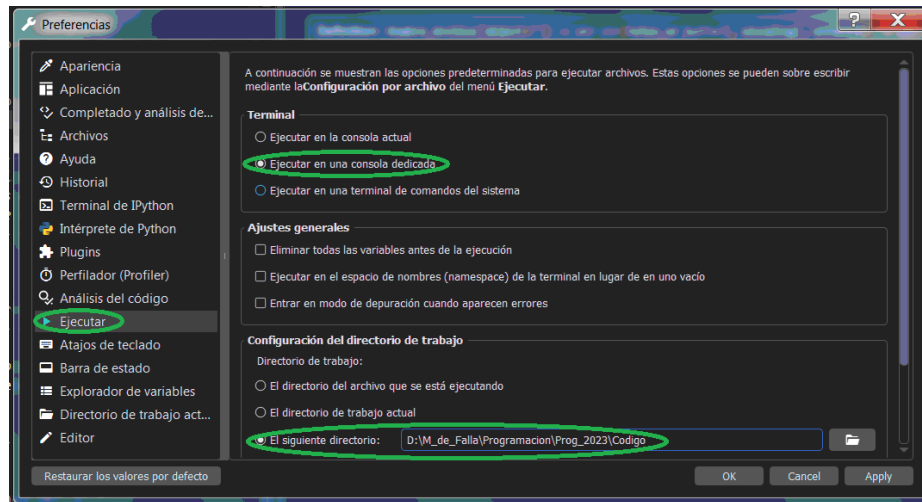 Preferencias
Apariencia
Aplicación
Completado y análisis de...
Archivos
Ayuda
Historial
Terminal de IPython
Intérprete de Python
Plugins
Perfilador (Profiler)
Análisis del código
Ejecutar
Atajos de teclado
Barra de estado
Explorador de variables
Directorio de trabajo act...
Editor
A continuación se muestran las opciones predeterminadas para ejecutar archivos. Estas opciones se pueden sobre escribir
mediante laConfiguración por archivo del menú Ejecutar.
Terminal
Ejecutar en la consola actual
Ejecutar en una consola dedicada
Ejecutar en una terminal de comandos del sistema
Ajustes generales
Eliminar todas las variables antes de la ejecución
Ejecutar en el espacio de nombres (namespace) de la terminal en lugar de en uno vacío
Entrar en modo de depuración cuando aparecen errores
Configuración del directorio de trabajo
Directorio de trabajo:
El directorio del archivo que se está ejecutando
El directorio de trabajo actual
El siguiente directorio: D:\M_de_Falla\Programacion\Prog_2023\Codigo
Restaurar los valores por defecto OK Cancel Apply